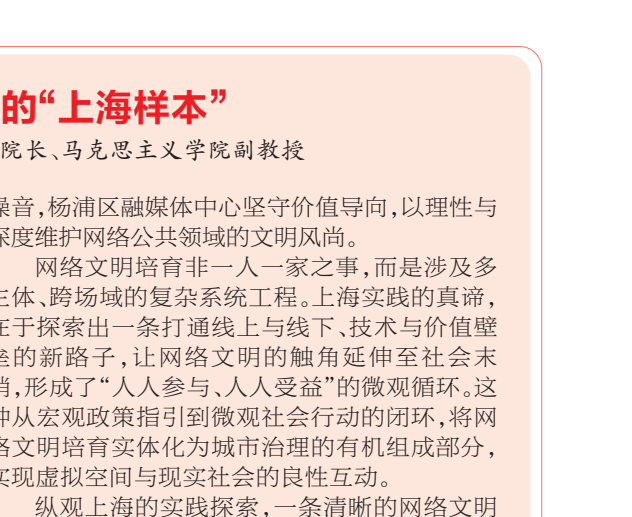 的“上海样本”
院长、马克思主义学院副教授
噪音,杨浦区融媒体中心坚守价值导向,以理性与
深度维护网络公共领域的文明风尚。
网络文明培育非一人一家之事,而是涉及多
主体、跨场域的复杂系统工程。上海实践的真谛,
在于探索出一条打通线上与线下、技术与价值壁
垒的新路子,让网络文明的触角延伸至社会末
梢,形成了“人人参与、人人受益”的微观循环。这
种从宏观政策指引到微观社会行动的闭环,将网
络文明培育实体化为城市治理的有机组成部分,
实现虚拟空间与现实社会的良性互动。
纵观上海的实践探索,一条清晰的网络文明